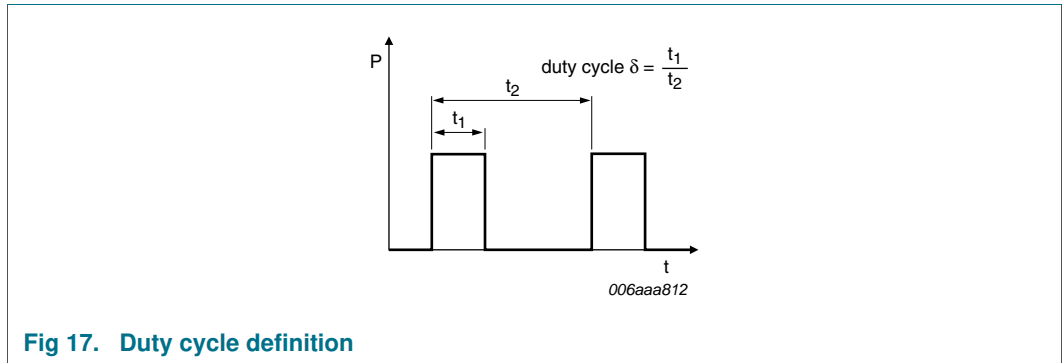 P
duty cycle δ = t1
t2
t2
t1
t
006aaa812
Fig 17. Duty cycle definition